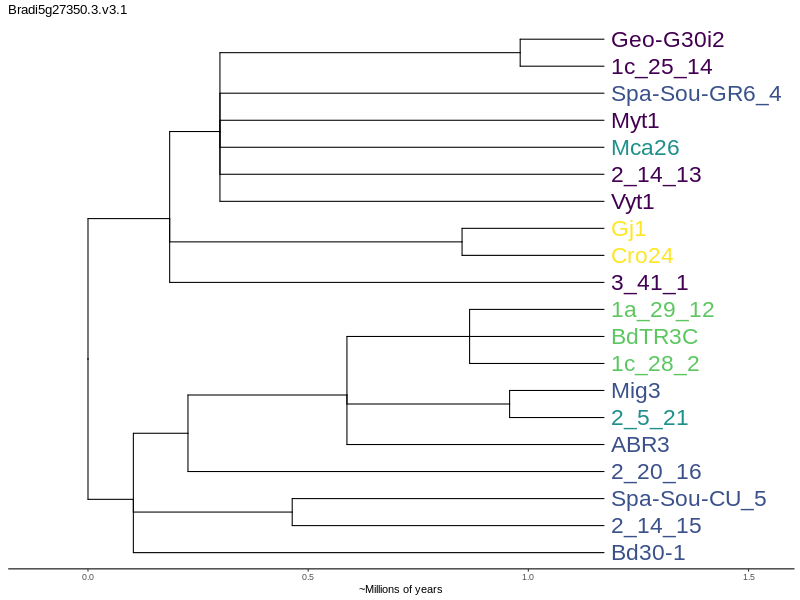 Bradi5g27350.3.v3.1
Geo-G30i2
1c_25_14
Spa-Sou-GR6_4
Myt1
Mca26
2_14_13
Vyt1
Gj1
Cro24
3_41_1
1a_29_12
BdTR3C
1c_28_2
Mig3
2_5_21
ABR3
2_20_16
Spa-Sou-CU_5
2_14_15
Bd30-1
0.0 0.5 1.0 1.5
~Millions of years